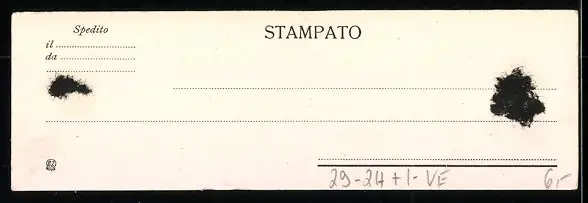 Spedito
STAMPATO
il
da
29-24+1-VE
6,-